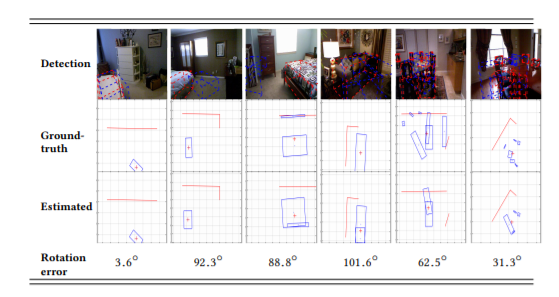 Detection
Ground-
truth
Estimated
Rotation
error
3.6° 92.3° 88.8° 101.6° 62.5° 31.3°